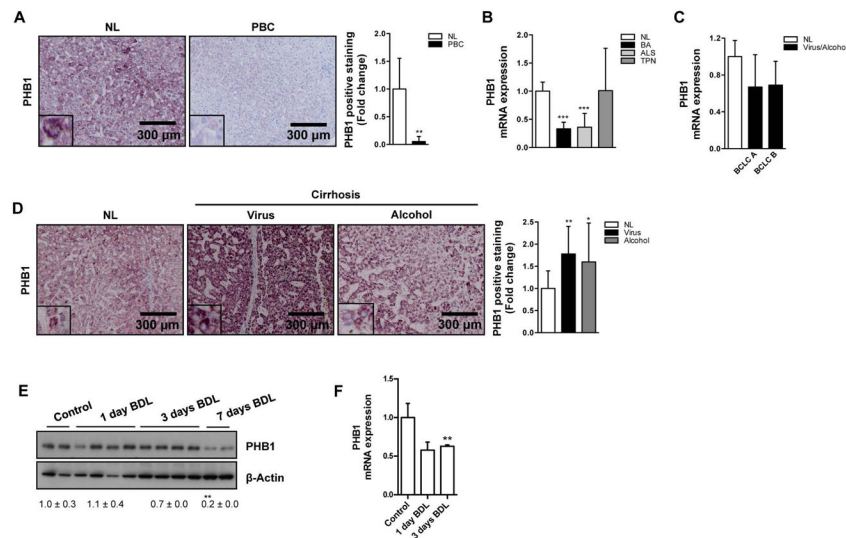 A
NL
PBC
PHB1
300 µm
300 µm
PHB1 positive staining
(Fold change)
1.5
1.0
0.5
0.0
**
NL
PBC
B
PHB1
mRNA expression
2.0
1.5
1.0
0.5
0.0
***
***
NL
BA
ALS
TPN
C
PHB1
mRNA expression
1.2
0.8
0.4
0.0
BCLC A
BCLC B
NL
Virus/Alcoho
D
Cirrhosis
NL
Virus
Alcohol
PHB1
300 µm
300 µm
300 µm
PHB1 positive staining
(Fold change)
2.5
2.0
1.5
1.0
0.5
0.0
**
*
NL
Virus
Alcohol
E
Control
1 day BDL
3 days BDL
7 days BDL
PHB1
β-Actin
**
1.0 ± 0.3
1.1 ± 0.4
0.7 ± 0.0
0.2 ± 0.0
F
PHB1
mRNA expression
1.5
1.0
0.5
0.0
**
Control
1 day BDL
3 days BDL